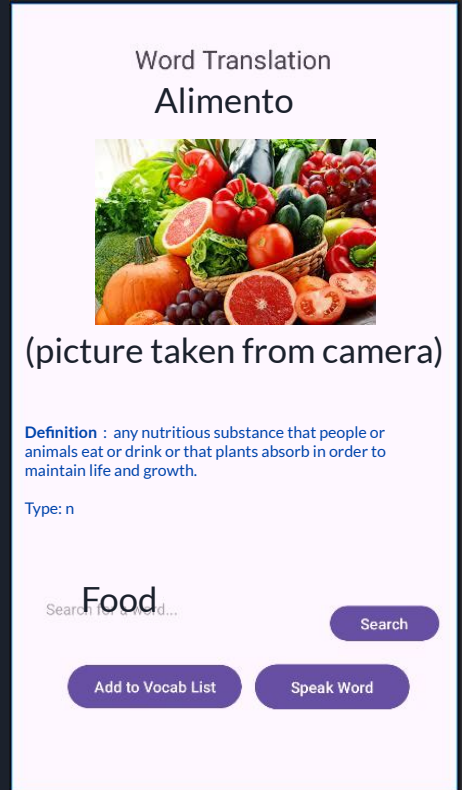 Word Translation
Alimento
(picture taken from camera)
Definition : any nutritious substance that people or
animals eat or drink or that plants absorb in order to
maintain life and growth.
Type: n
Food
Search for a word...
Search
Add to Vocab List
Speak Word